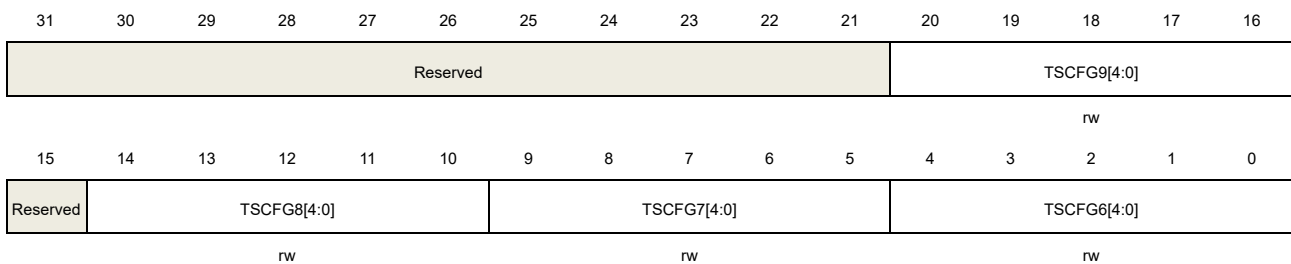 31 30 29 28 27 26 25 24 23 22 21 20 19 18 17 16
Reserved TSCFG9[4:0]
rw
15 14 13 12 11 10 9 8 7 6 5 4 3 2 1 0
Reserved TSCFG8[4:0] TSCFG7[4:0] TSCFG6[4:0]
rw rw rw